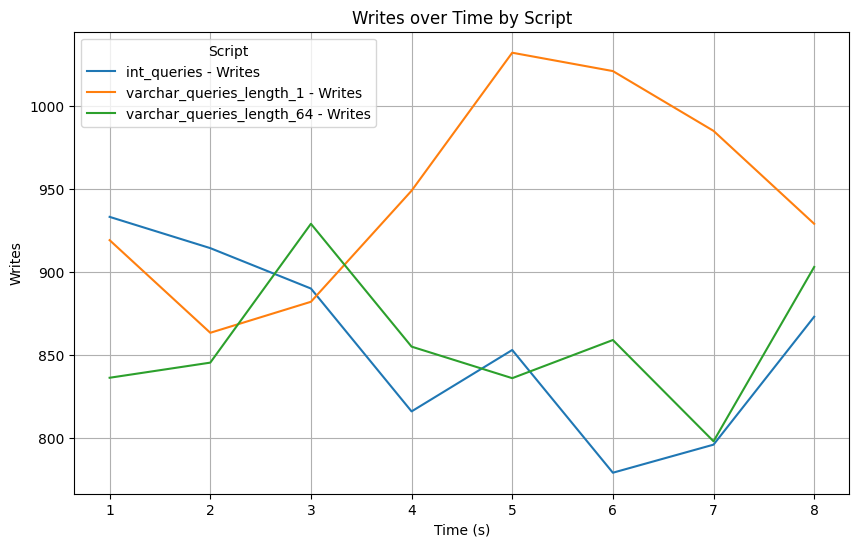 Writes over Time by Script
Script
int_queries - Writes
varchar_queries_length_1 - Writes
varchar_queries_length_64 - Writes
Writes
1000
950
900
850
800
1 2 3 4 5 6 7 8
Time (s)